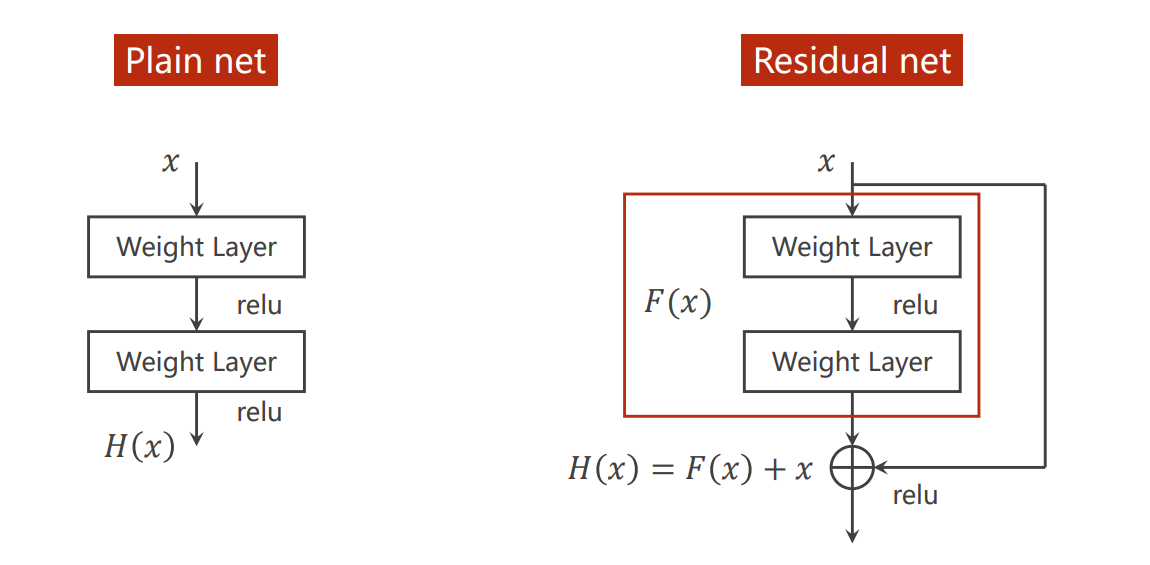 Plain net
x
Weight Layer
relu
Weight Layer
relu
H(x)
Residual net
x
Weight Layer
F(x)
relu
Weight Layer
H(x) = F(x) + x
relu